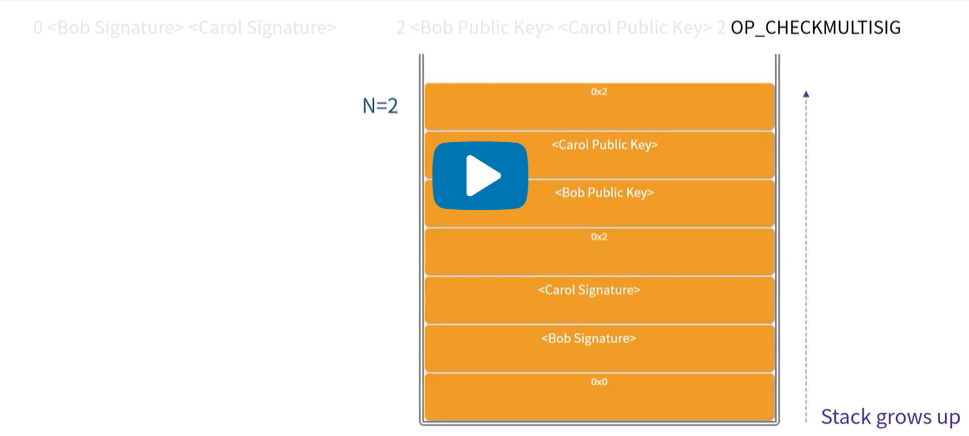 0 <Bob Signature> <Carol Signature> 2 <Bob Public Key> <Carol Public Key> 2 OP_CHECKMULTISIG
N=2
0x2
<Carol Public Key>
<Bob Public Key>
0x2
<Carol Signature>
<Bob Signature>
0x0
Stack grows up